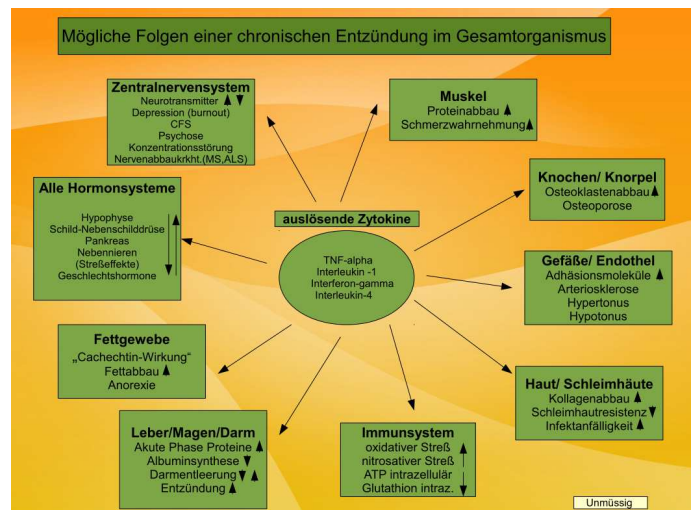 Mögliche Folgen einer chronischen Entzündung im Gesamtorganismus
Zentralnervensystem
Neurotransmitter
Depression (burnout)
CFS
Psychose
Konzentrationsstörung
Nervenabbaukrkht.(MS,ALS)
Muskel
Proteinabbau
Schmerzwahrnehmung
Alle Hormonsysteme
Hypophyse
Schild-Nebenschilddrüse
Pankreas
Nebennieren
(Streßeffekte)
Geschlechtshormone
auslösende Zytokine
TNF-alpha
Interleukin -1
Interferon-gamma
Interleukin-4
Knochen/ Knorpel
Osteoklastenabbau
Osteoporose
Gefäße/ Endothel
Adhäsionsmoleküle
Arteriosklerose
Hypertonus
Hypotonus
Fettgewebe
„Cachechtin-Wirkung“
Fettabbau
Anorexie
Haut/ Schleimhäute
Kollagenabbau
Schleimhautresistenz
Infektanfälligkeit
Leber/Magen/Darm
Akute Phase Proteine
Albuminsynthese
Darmentleerung
Entzündung
Immunsystem
oxidativer Streß
nitrosativer Streß
ATP intrazellulär
Glutathion intraz.
Unmüssig